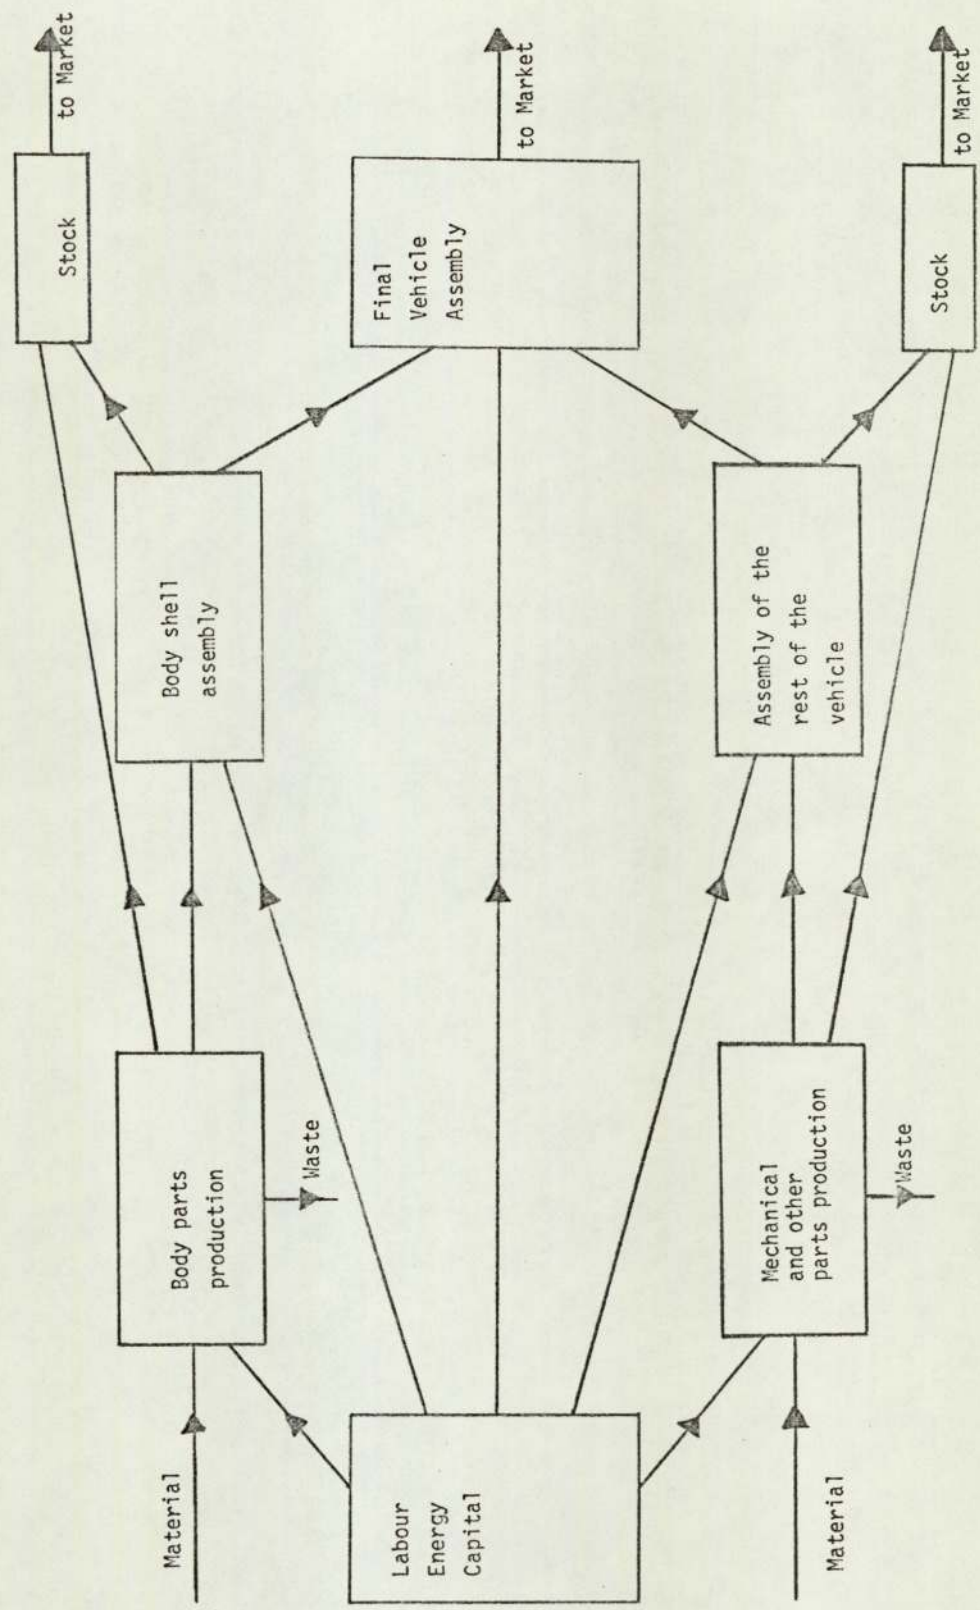 Material
Labour
Energy
Capital
Material
Body parts
production
Waste
Mechanical
and other
parts production
Waste
Body shell
assembly
Assembly of the
rest of the
vehicle
Stock
to Market
Final
Vehicle
Assembly
to Market
Stock
to Market